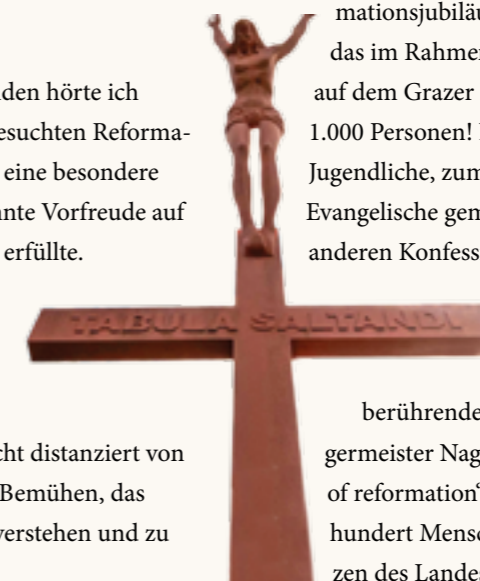 den hörte ich
esuchten Reforma-
eine besondere
nnte Vorfreude auf
erfüllte.
cht distanziert von
Bemühen, das
verstehen und zu
TABULA SALTANDI
mationsjubiläu
das im Rahmen
auf dem Grazer
1.000 Personen!
Jugendliche, zum
Evangelische gem
anderen Konfess
berührende
germeister Nag
of reformation“
hundert Mensc
zen des Landes